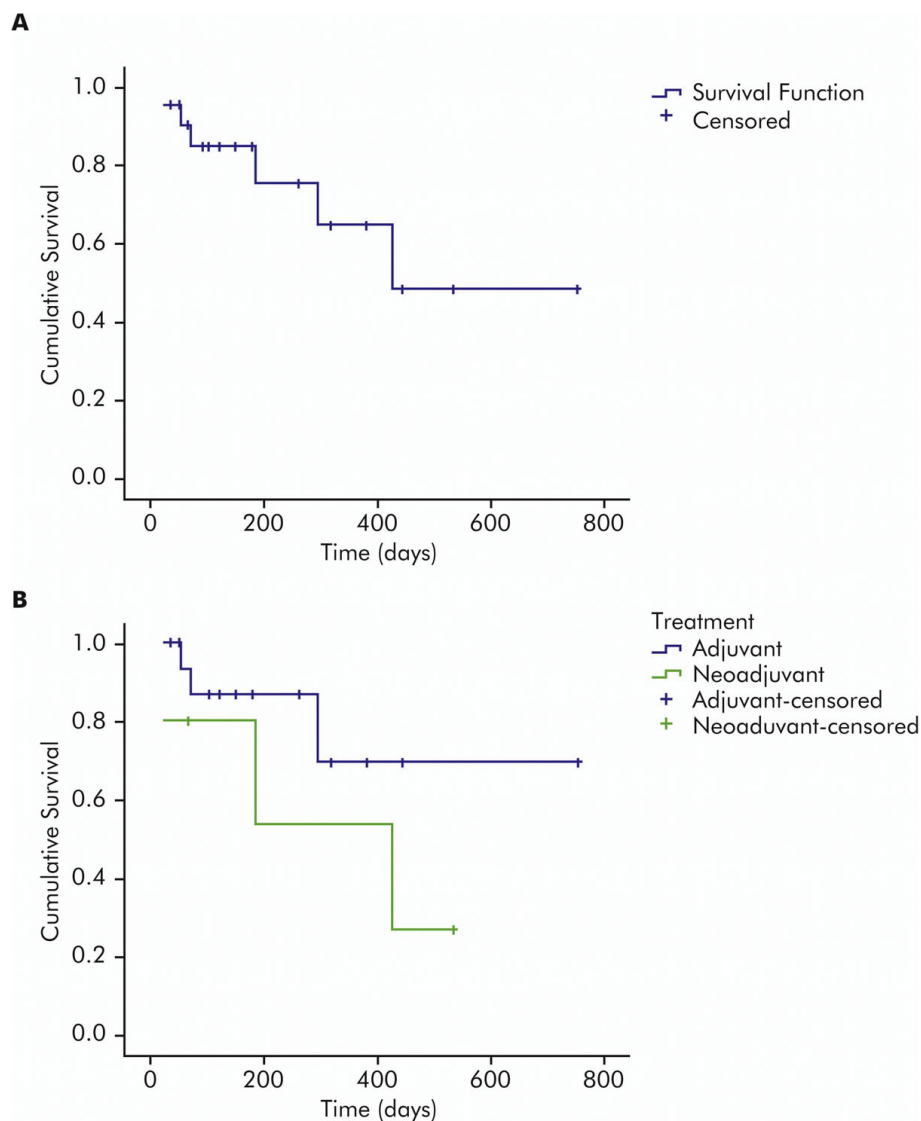 A
1.0
0.8
0.6
0.4
0.2
0.0
Cumulative Survival
0 200 400 600 800
Time (days)
Survival Function
Censored
B
1.0
0.8
0.6
0.4
0.2
0.0
Cumulative Survival
0 200 400 600 800
Time (days)
Treatment
Adjuvant
Neoadjuvant
Adjuvant-censored
Neoaduvant-censored